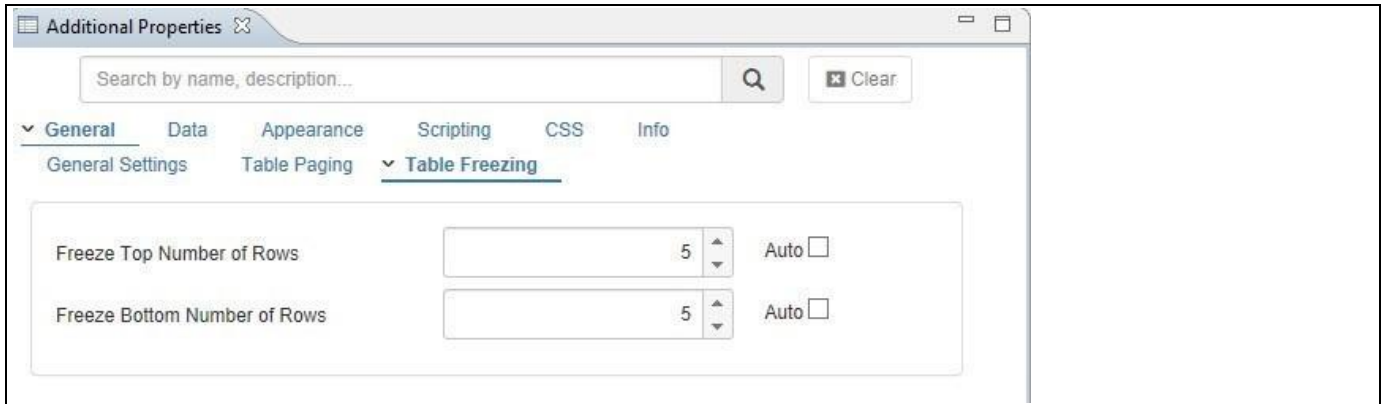 Additional Properties
Search by name, description... Clear
General Data Appearance Scripting CSS Info
General Settings Table Paging Table Freezing
Freeze Top Number of Rows 5 Auto
Freeze Bottom Number of Rows 5 Auto